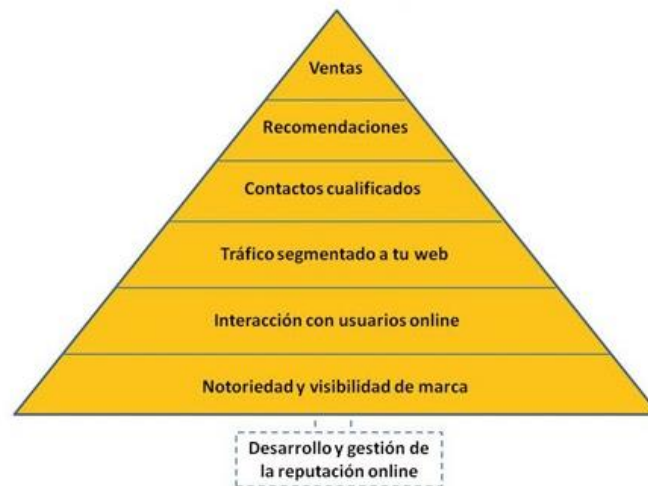 Ventas
Recomendaciones
Contactos cualificados
Tráfico segmentado a tu web
Interacción con usuarios online
Notoriedad y visibilidad de marca
Desarrollo y gestión de
la reputación online